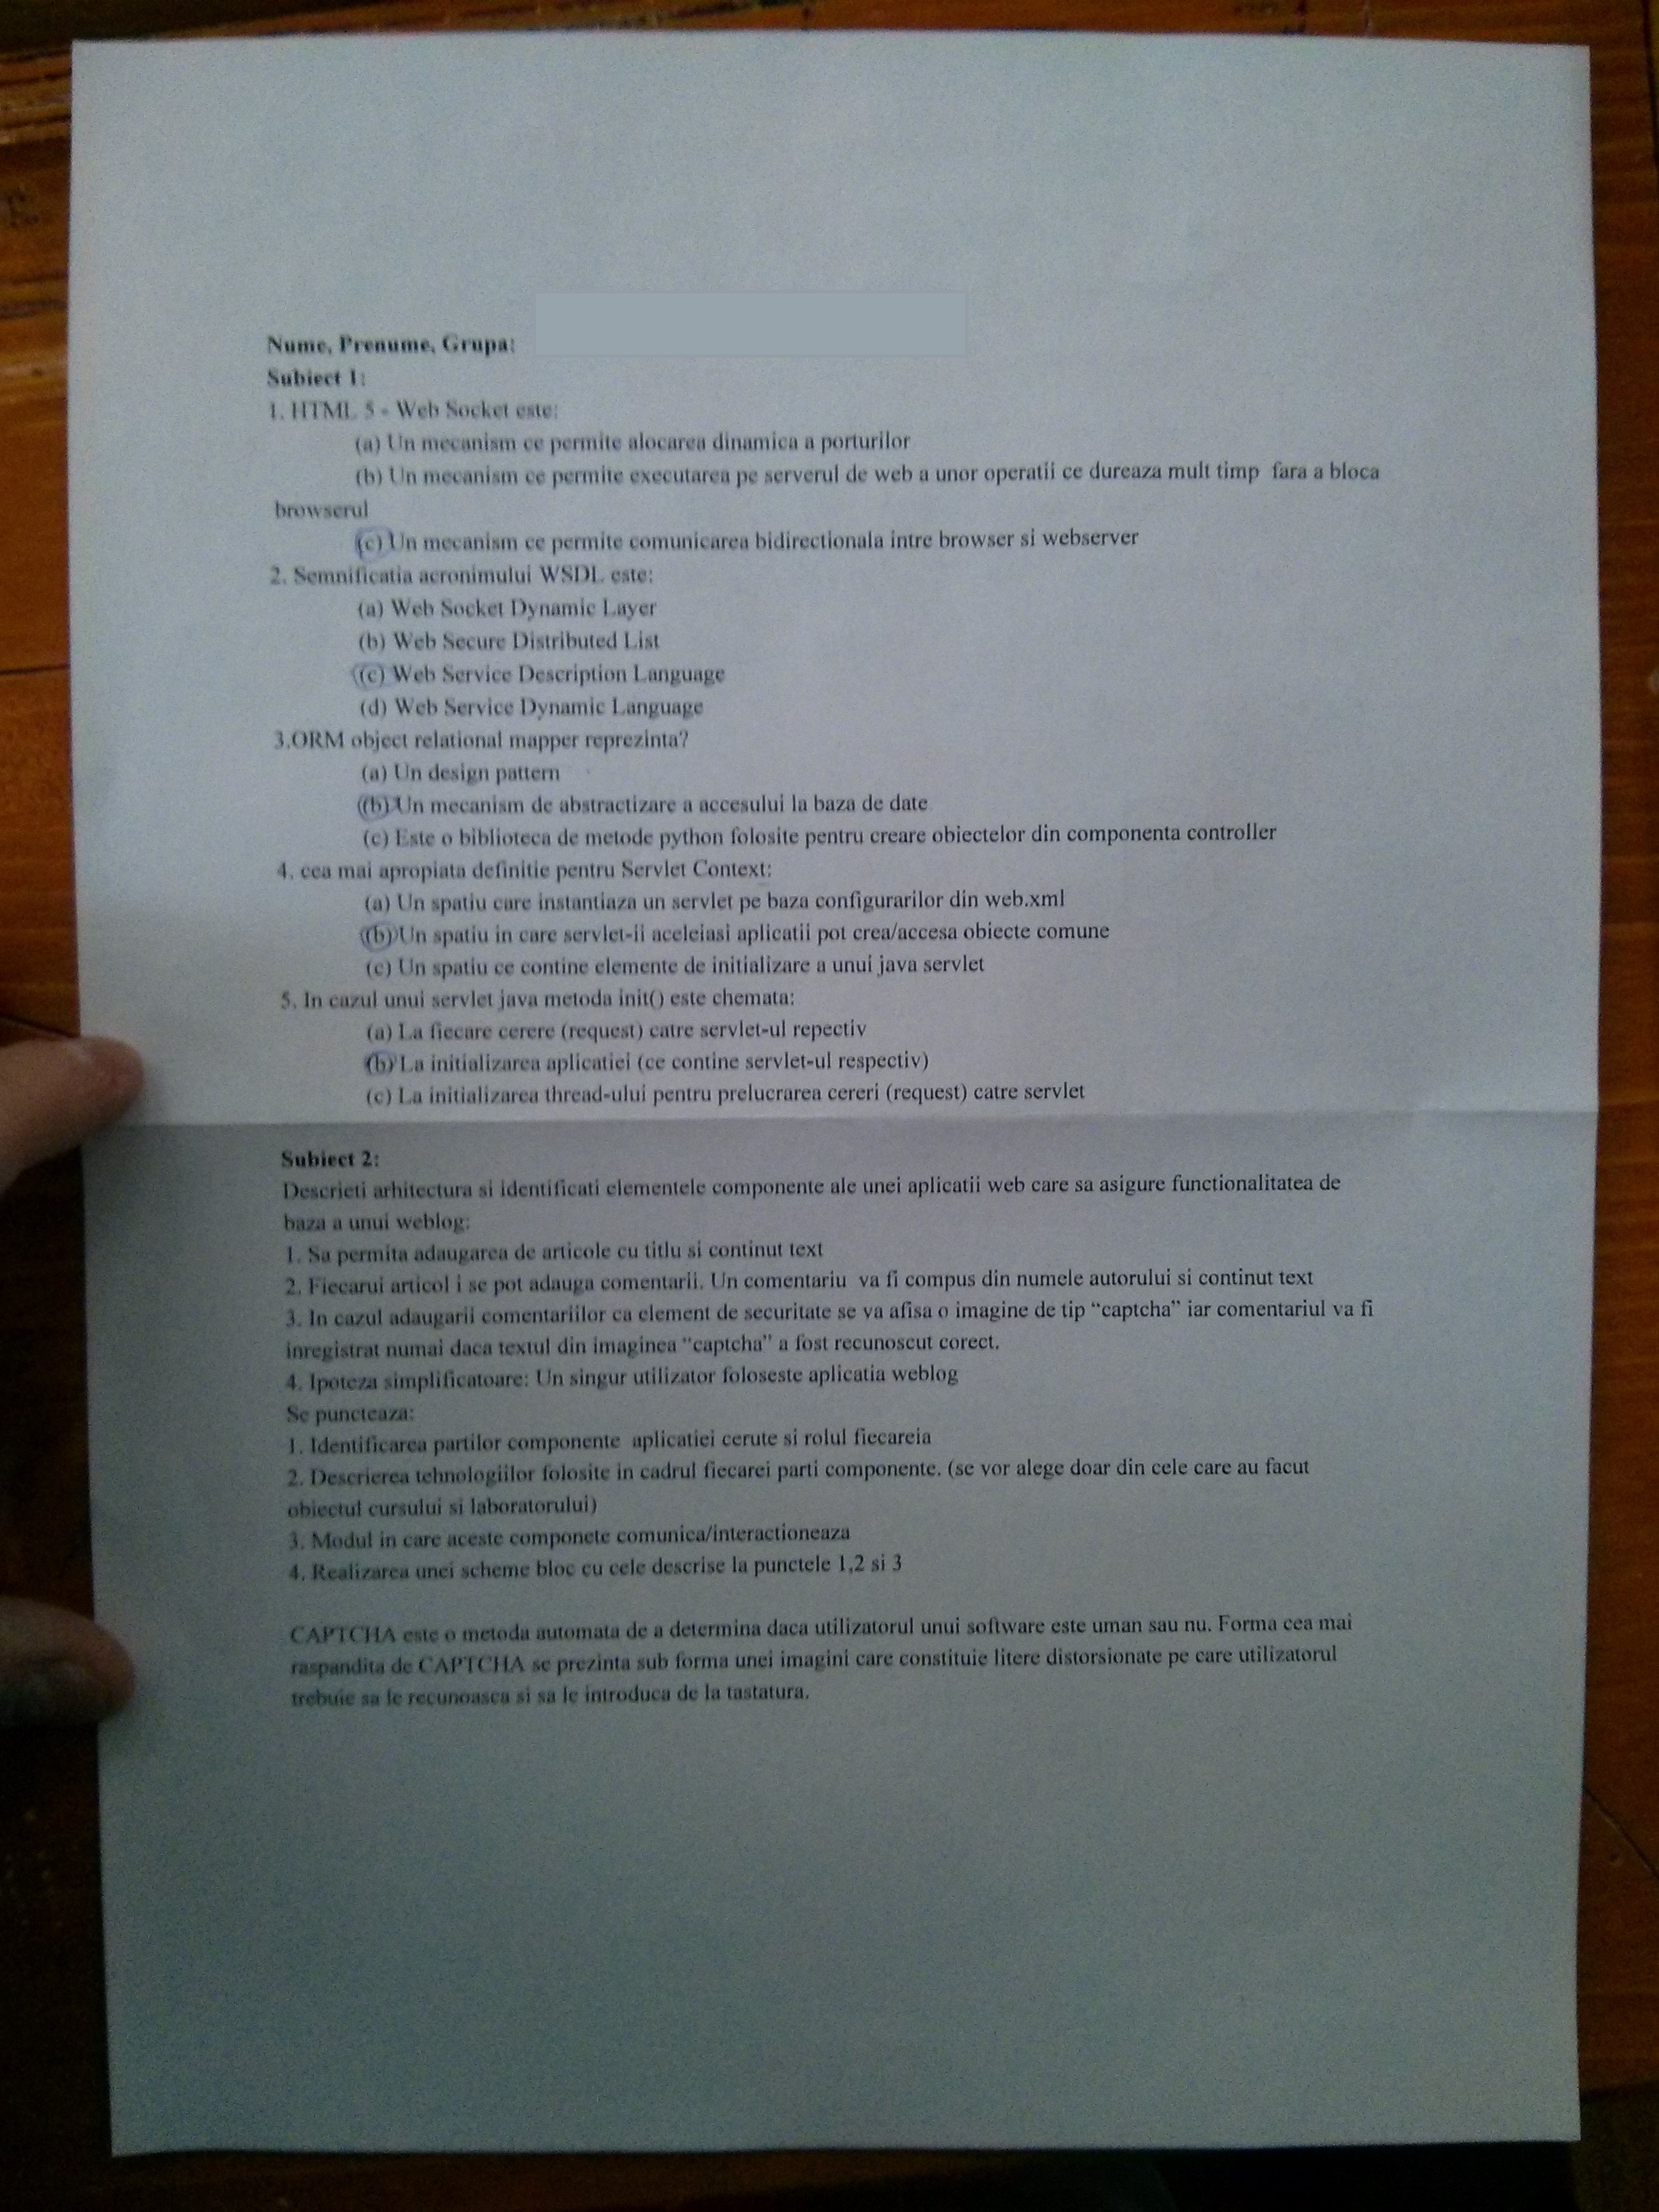 Nume, Prenume, Grupa:
Subiect 1:
1. HTML 5 - Web Socket este:
(a) Un mecanism ce permite alocarea dinamica a porturilor
(b) Un mecanism ce permite executarea pe serverul de web a unor operatii ce dureaza mult timp fara a bloca
browserul
(c) Un mecanism ce permite comunicarea bidirectionala intre browser si webserver
2. Semnificatia acronimului WSDL este:
(a) Web Socket Dynamic Layer
(b) Web Secure Distributed List
(c) Web Service Description Language
(d) Web Service Dynamic Language
3.ORM object relational mapper reprezinta?
(a) Un design pattern
(b) Un mecanism de abstractizare a accesului la baza de date
(c) Este o biblioteca de metode python folosite pentru creare obiectelor din componenta controller
4. cea mai apropiata definitie pentru Servlet Context:
(a) Un spatiu care instantiaza un servlet pe baza configurarilor din web.xml
(b) Un spatiu in care servlet-ii aceleiasi aplicatii pot crea/accesa obiecte comune
(c) Un spatiu ce contine elemente de initializare a unui java servlet
5. In cazul unui servlet java metoda init() este chemata:
(a) La fiecare cerere (request) catre servlet-ul repectiv
(b) La initializarea aplicatiei (ce contine servlet-ul respectiv)
(c) La initializarea thread-ului pentru prelucrarea cereri (request) catre servlet
Subiect 2:
Descrieti arhitectura si identificati elementele componente ale unei aplicatii web care sa asigure functionalitatea de
baza a unui weblog:
1. Sa permita adaugarea de articole cu titlu si continut text
2. Fiecarui articol i se pot adauga comentarii. Un comentariu va fi compus din numele autorului si continut text
3. In cazul adaugarii comentariilor ca element de securitate se va afisa o imagine de tip “captcha” iar comentariul va fi
inregistrat numai daca textul din imaginea “captcha” a fost recunoscut corect.
4. Ipoteza simplificatoare: Un singur utilizator foloseste aplicatia weblog
Se puncteaza:
1. Identificarea partilor componente aplicatiei cerute si rolul fiecareia
2. Descrierea tehnologiilor folosite in cadrul fiecarei parti componente. (se vor alege doar din cele care au facut
obiectul cursului si laboratorului)
3. Modul in care aceste componete comunica/interactioneaza
4. Realizarea unei scheme bloc cu cele descrise la punctele 1,2 si 3
CAPTCHA este o metoda automata de a determina daca utilizatorul unui software este uman sau nu. Forma cea mai
raspandita de CAPTCHA se prezinta sub forma unei imagini care constituie litere distorsionate pe care utilizatorul
trebuie sa le recunoasca si sa le introduca de la tastatura.